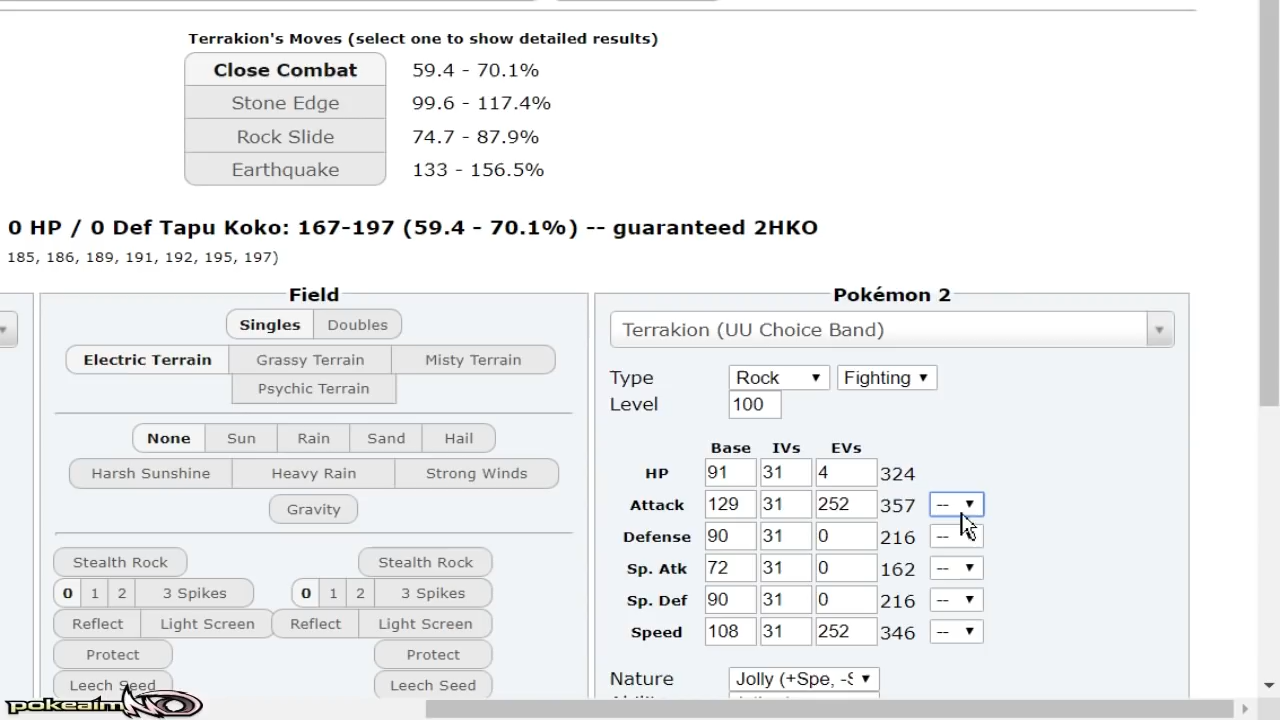 Terrakion's Moves (select one to show detailed results)
Close Combat 59.4 - 70.1%
Stone Edge 99.6 - 117.4%
Rock Slide 74.7 - 87.9%
Earthquake 133 - 156.5%
0 HP / 0 Def Tapu Koko: 167-197 (59.4 - 70.1%) -- guaranteed 2HKO
185, 186, 189, 191, 192, 195, 197)
Field
Singles Doubles
Electric Terrain Grassy Terrain Misty Terrain
Psychic Terrain
None Sun Rain Sand Hail
Harsh Sunshine Heavy Rain Strong Winds
Gravity
Stealth Rock Stealth Rock
0 1 2 3 Spikes 0 1 2 3 Spikes
Reflect Light Screen Reflect Light Screen
Protect Protect
Leech Seed Leech Seed
Pokémon 2
Terrakion (UU Choice Band)
Type Rock Fighting
Level 100
Base IVs EVs
HP 91 31 4 324
Attack 129 31 252 357 --
Defense 90 31 0 216 --
Sp. Atk 72 31 0 162 --
Sp. Def 90 31 0 216 --
Speed 108 31 252 346 --
Nature Jolly (+Spe, -S
pokeaimMD